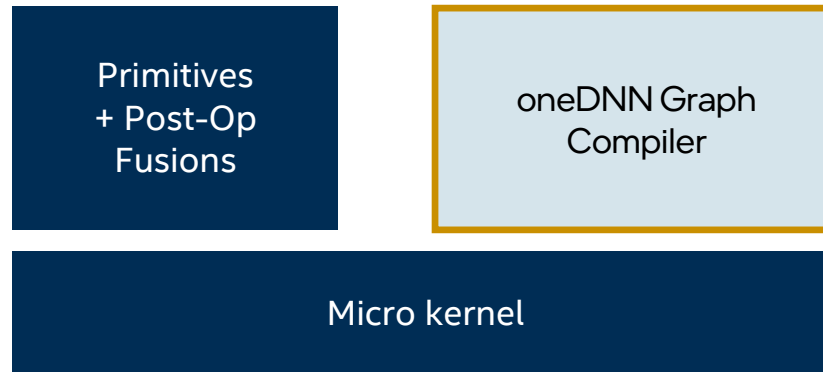 Primitives
+ Post-Op
Fusions
oneDNN Graph
Compiler
Micro kernel